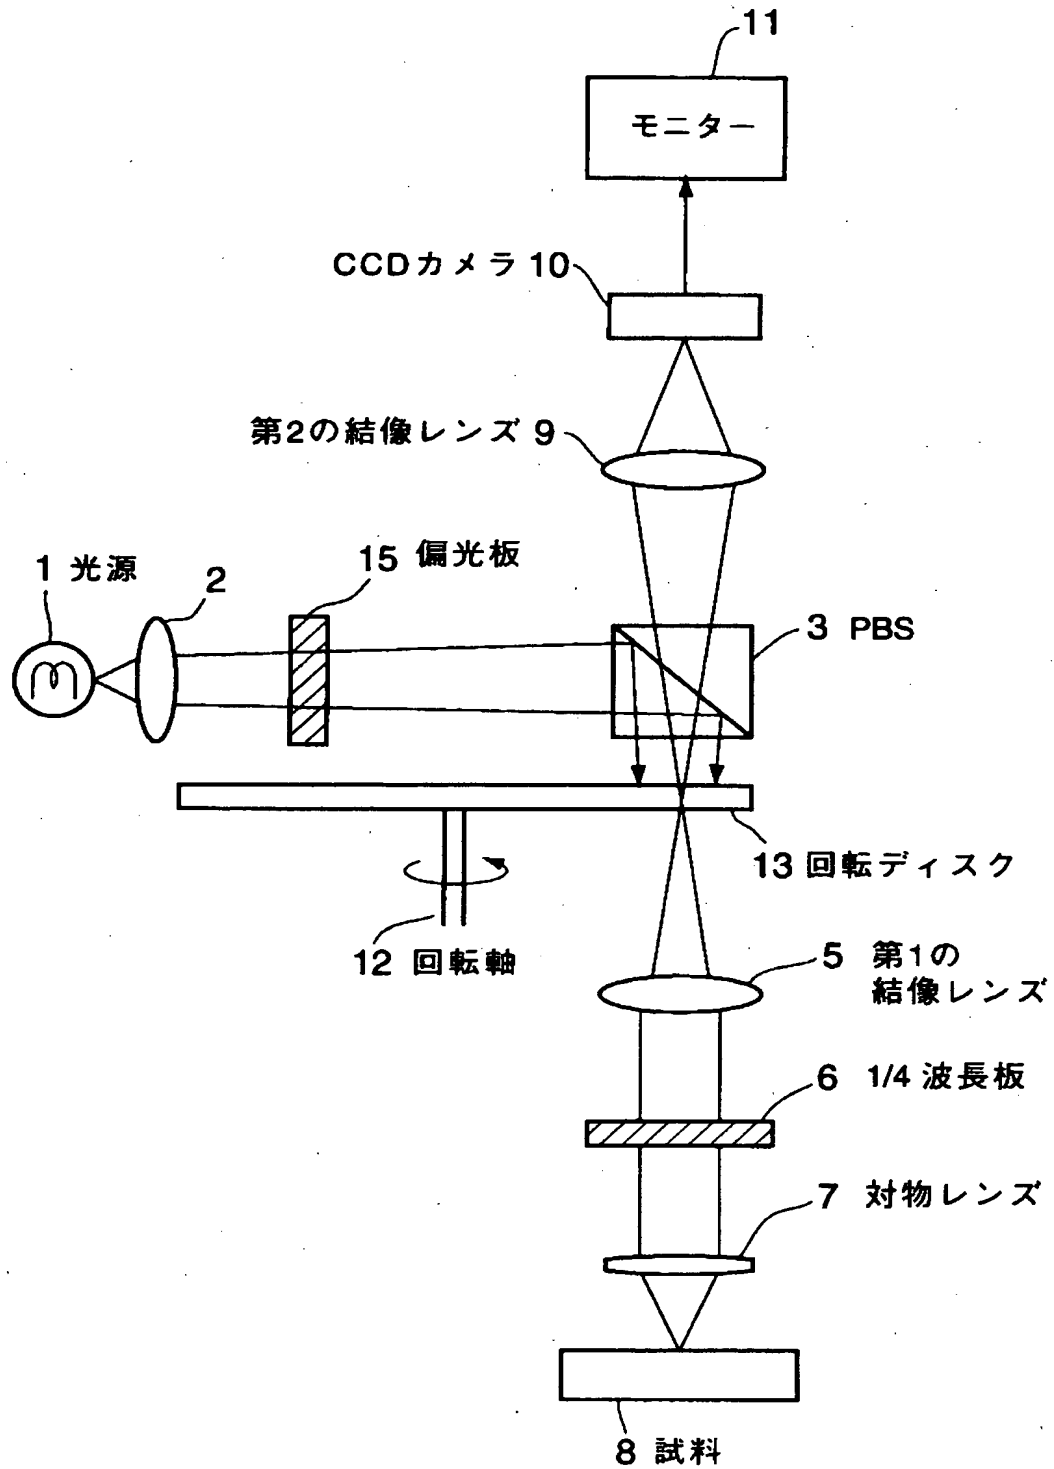 11
モニター
CCDカメラ 10
第2の結像レンズ 9
1 光源
2
15 偏光板
3 PBS
13 回転ディスク
12 回転軸
5 第1の
結像レンズ
6 1/4 波長板
7 対物レンズ
8 試料